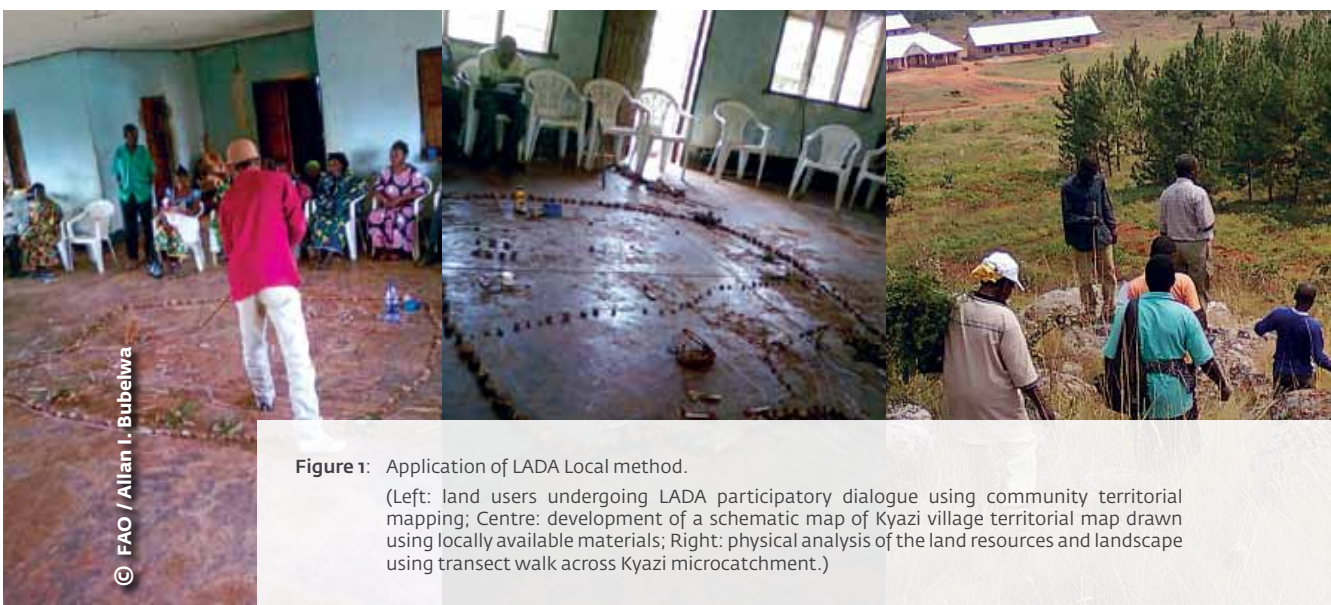 © FAO / Allan I. Bubelwa
Figure 1: Application of LADA Local method.
(Left: land users undergoing LADA participatory dialogue using community territorial
mapping; Centre: development of a schematic map of Kyazi village territorial map drawn
using locally available materials; Right: physical analysis of the land resources and landscape
using transect walk across Kyazi microcatchment.)